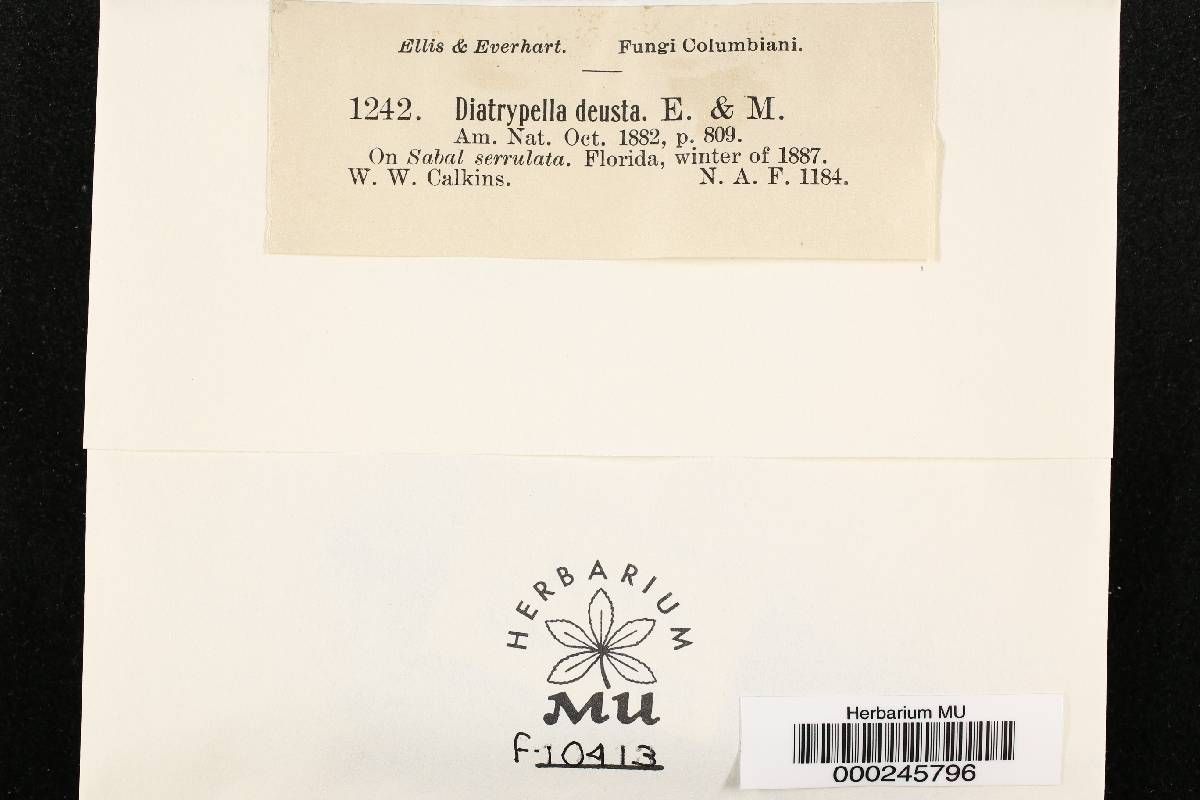 Ellis & Everhart. Fungi Columbiani.
1242. Diatrypella deusta. E. & M.
Am. Nat. Oct. 1882, p. 809.
On Sabal serrulata. Florida, winter of 1887.
W. W. Calkins. N. A. F. 1184.
HERBARIUM
MU
F-10413
Herbarium MU
000245796